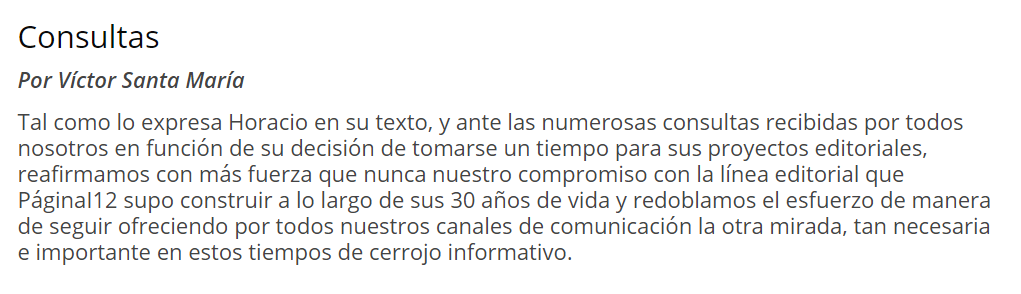 Consultas
Por Víctor Santa María
Tal como lo expresa Horacio en su texto, y ante las numerosas consultas recibidas por todos
nosotros en función de su decisión de tomarse un tiempo para sus proyectos editoriales,
reafirmamos con más fuerza que nunca nuestro compromiso con la línea editorial que
PáginaI12 supo construir a lo largo de sus 30 años de vida y redoblamos el esfuerzo de manera
de seguir ofreciendo por todos nuestros canales de comunicación la otra mirada, tan necesaria
e importante en estos tiempos de cerrojo informativo.